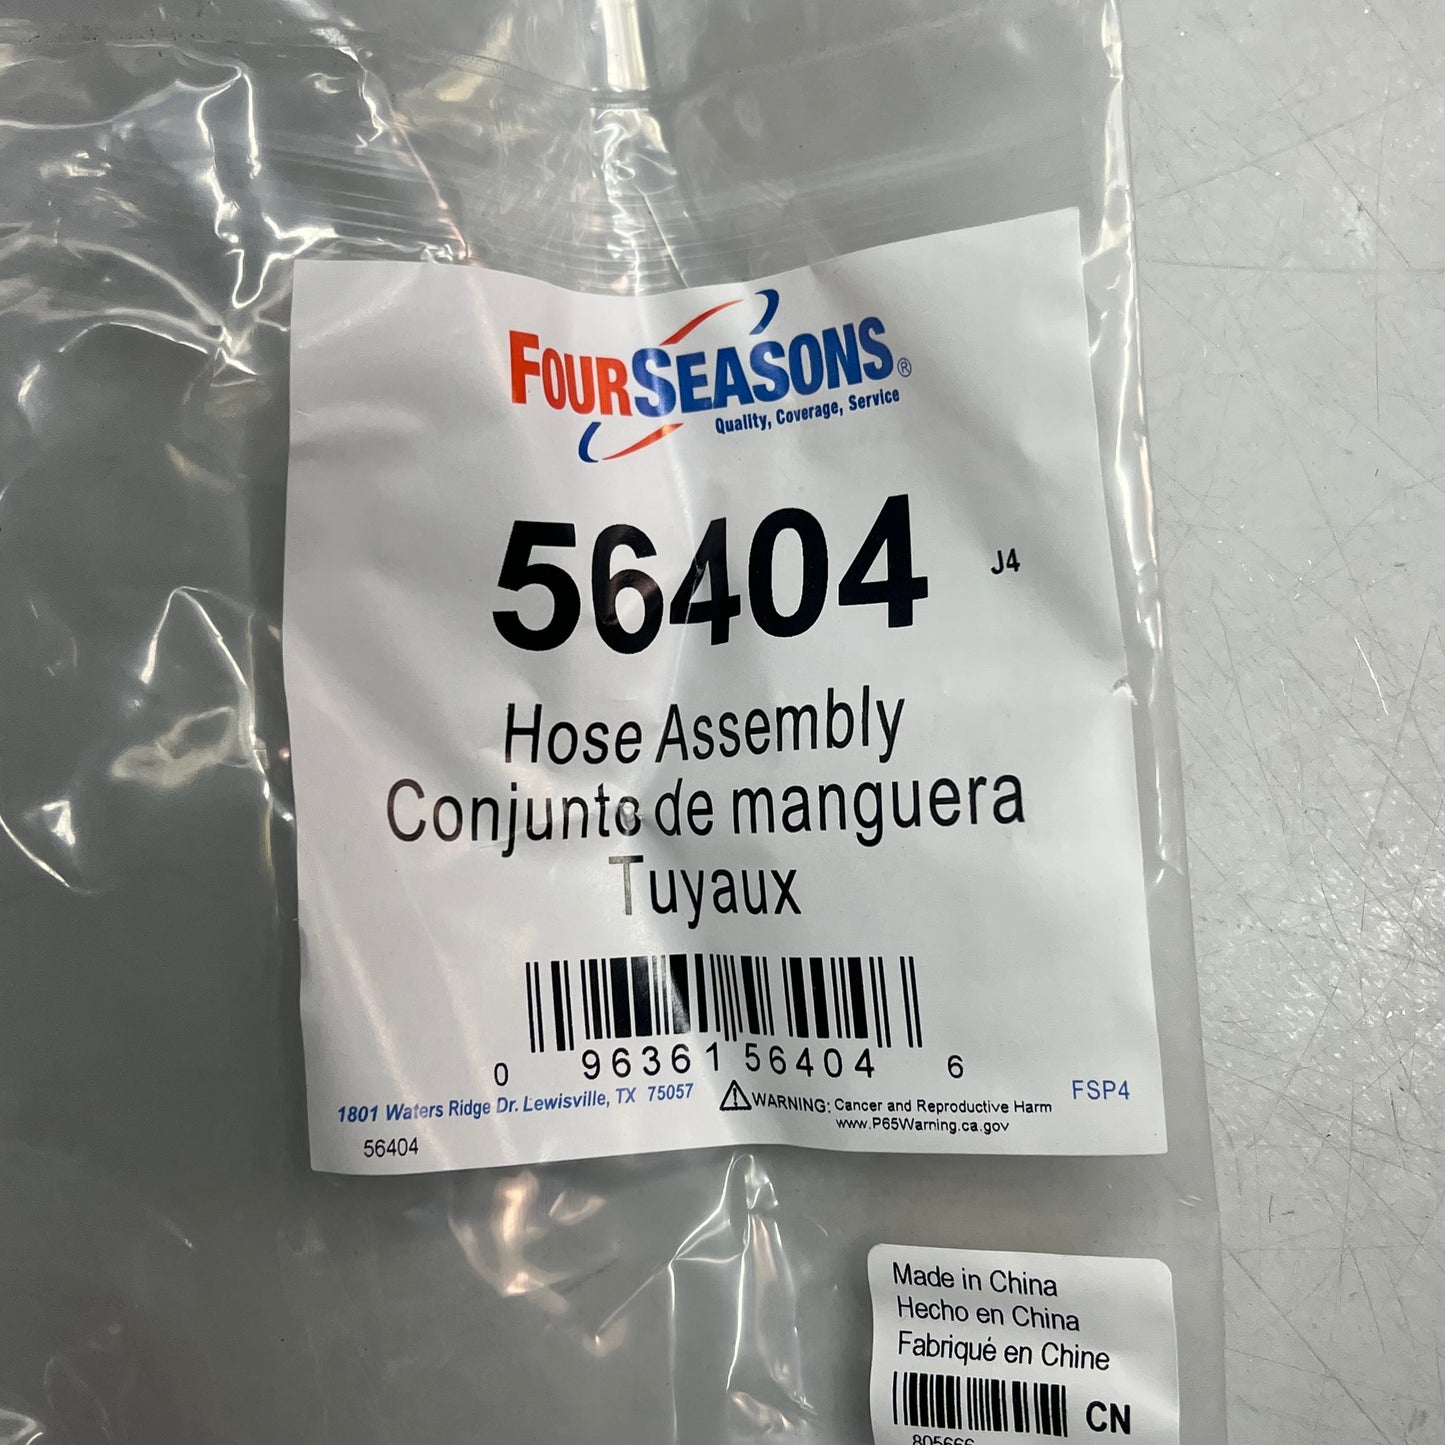 FOURSEASONS®
Quality, Coverage, Service
56404 J4
Hose Assembly
Conjunto de manguera
Tuyaux
0 96361 56404 6
1801 Waters Ridge Dr. Lewisville, TX 75057
WARNING: Cancer and Reproductive Harm
www.P65Warning.ca.gov
FSP4
56404
Made in China
Hecho en China
Fabriqué en Chine
CN
805666